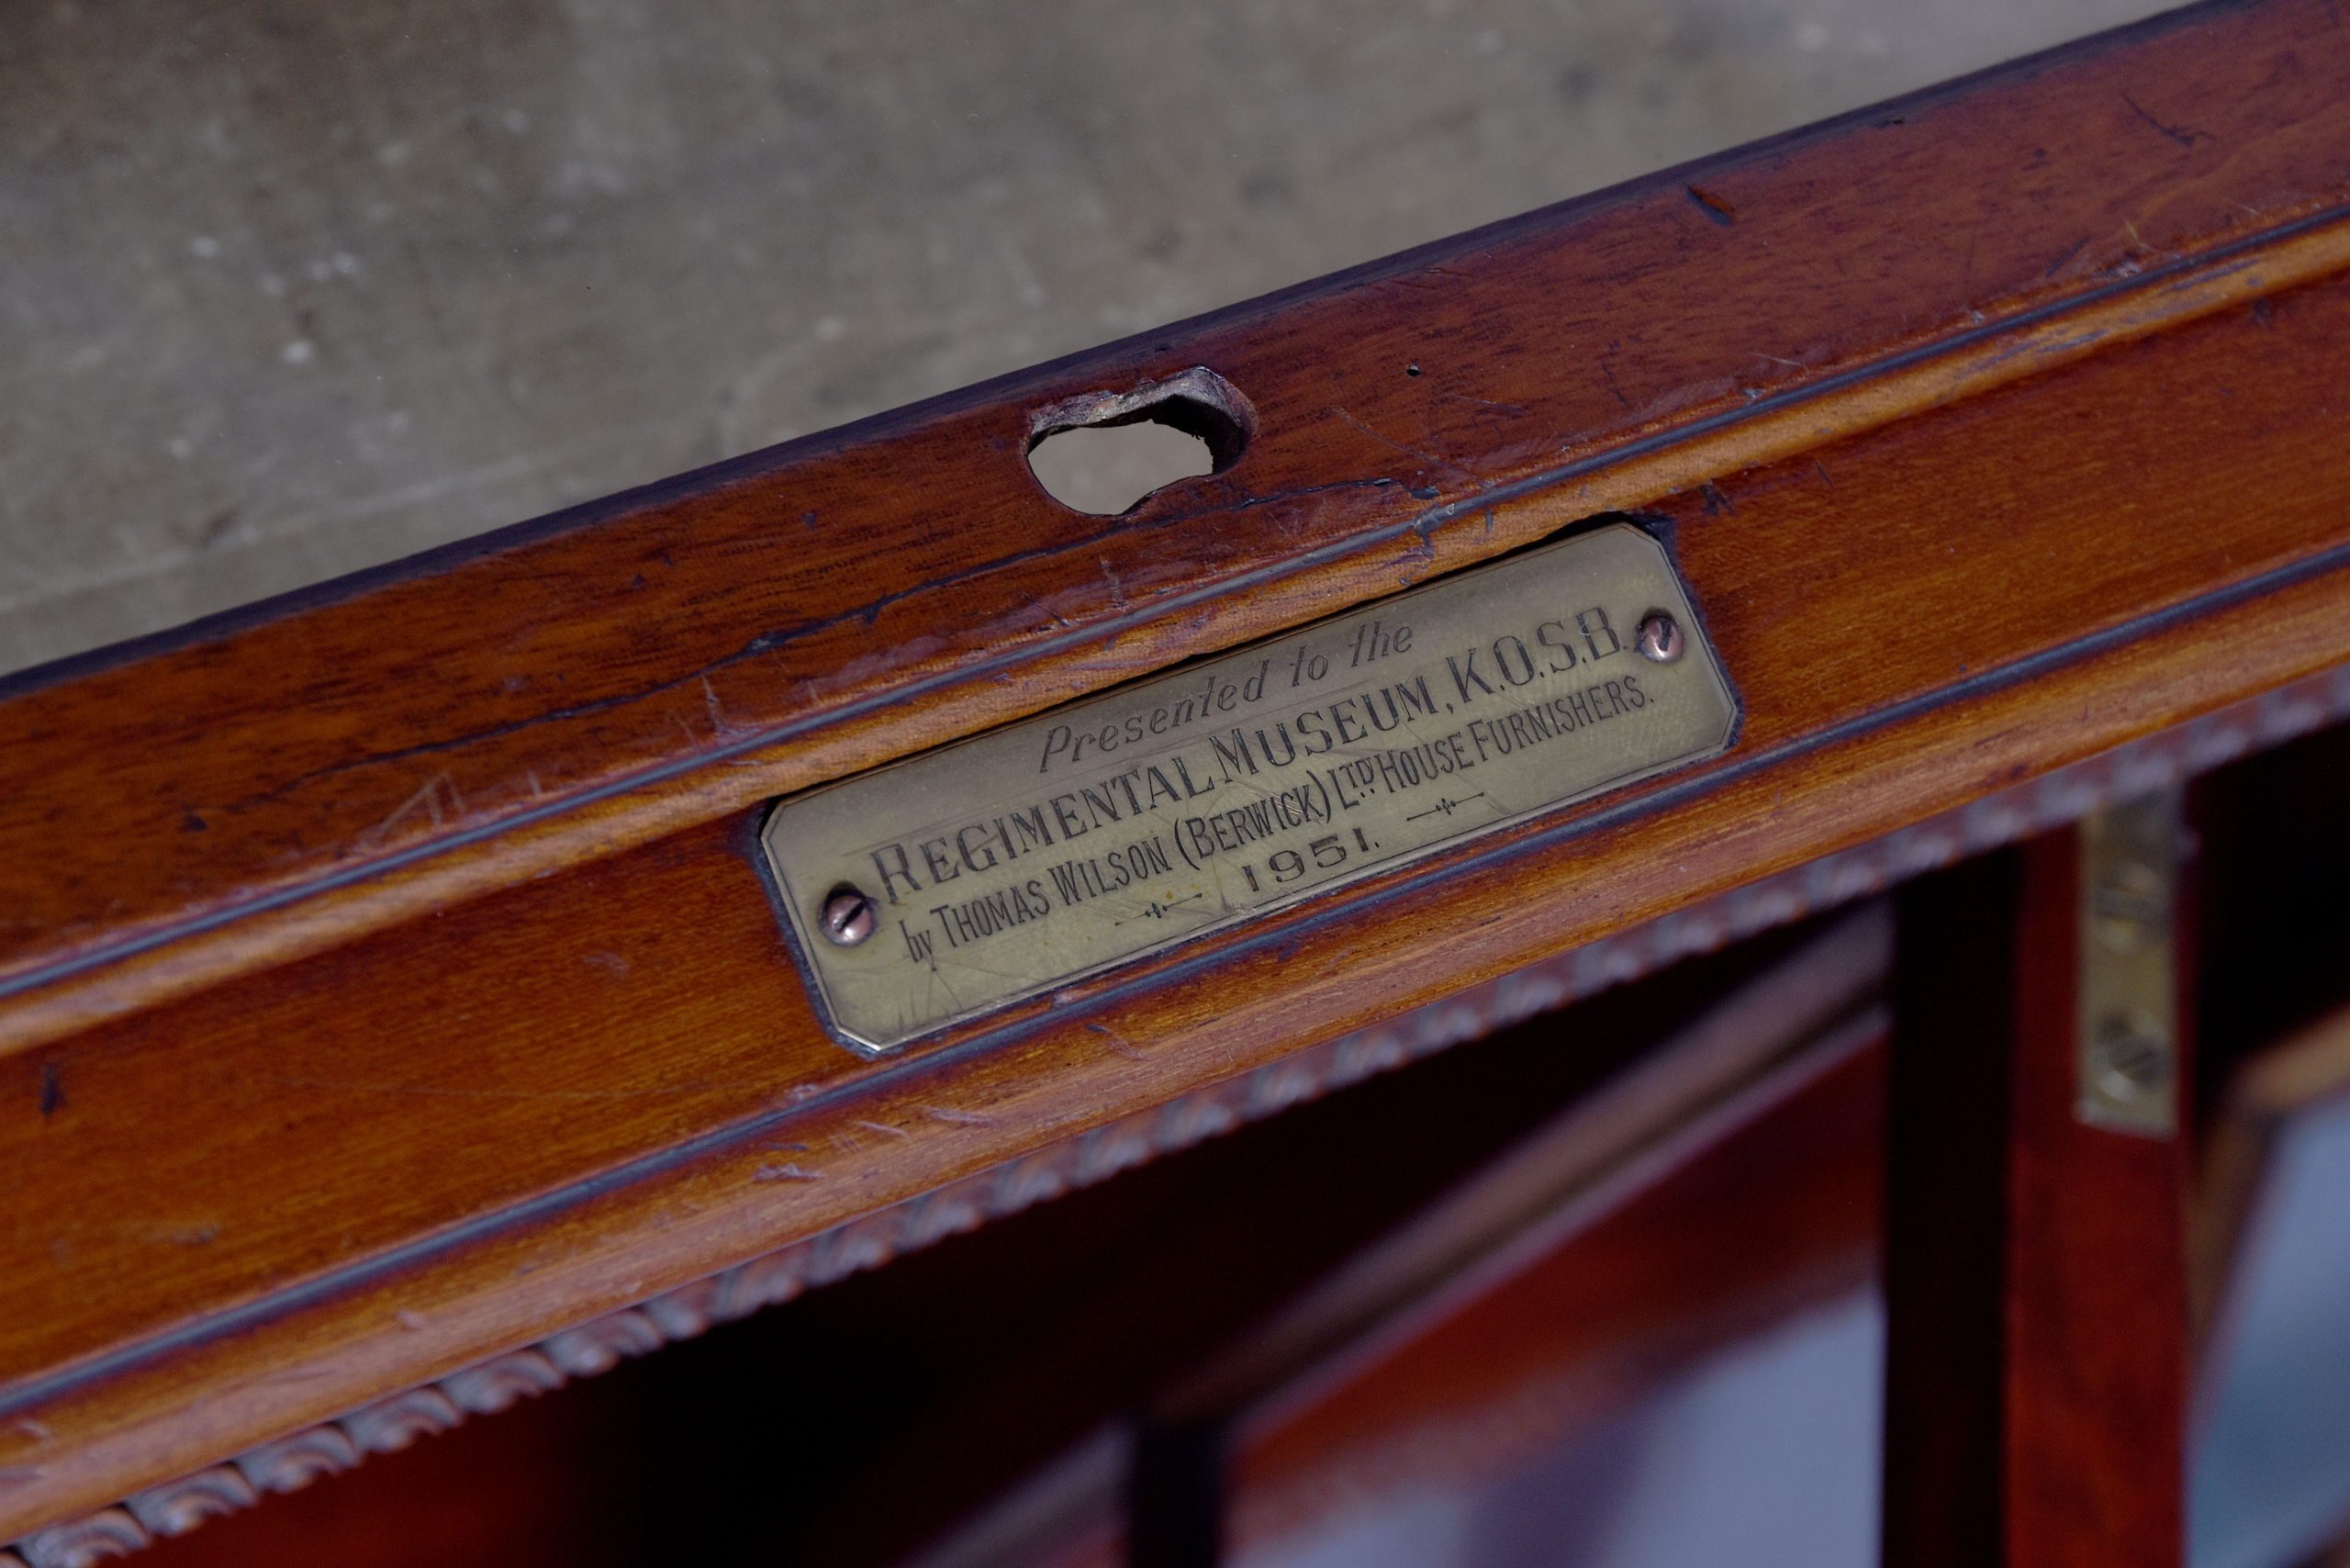 Presented to the
REGIMENTAL MUSEUM, K.O.S.B.
by THOMAS WILSON (BERWICK) LTD HOUSE FURNISHERS.
1951.